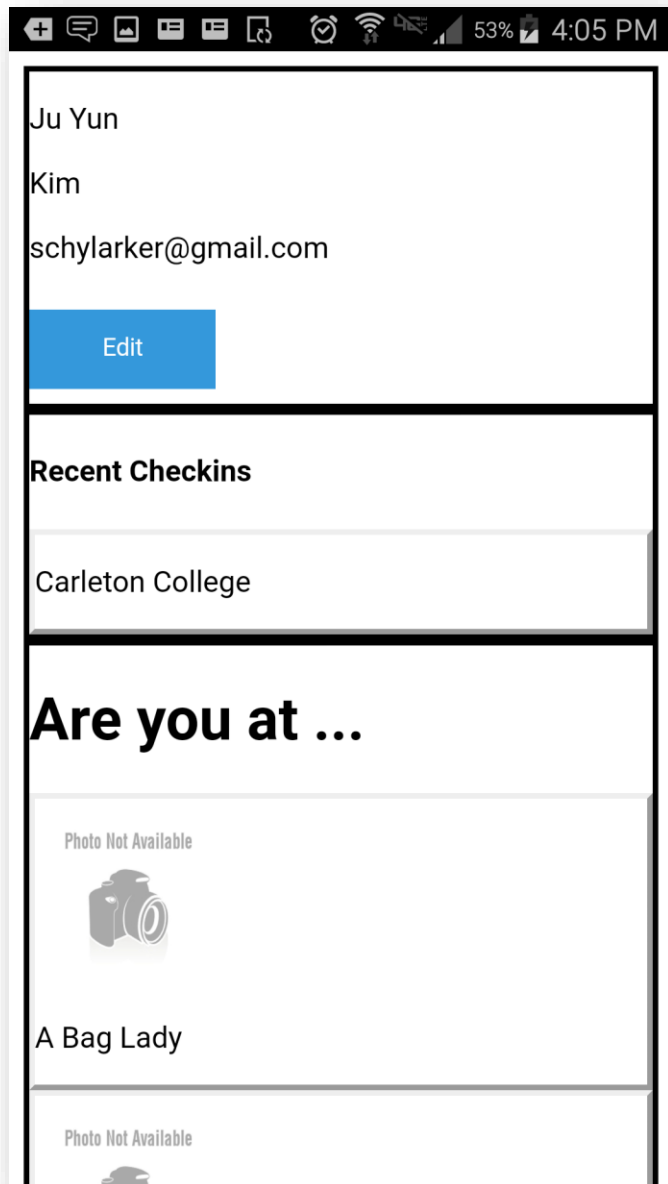 53% 4:05 PM
Ju Yun
Kim
schylarker@gmail.com
Edit
Recent Checkins
Carleton College
Are you at ...
Photo Not Available
A Bag Lady
Photo Not Available